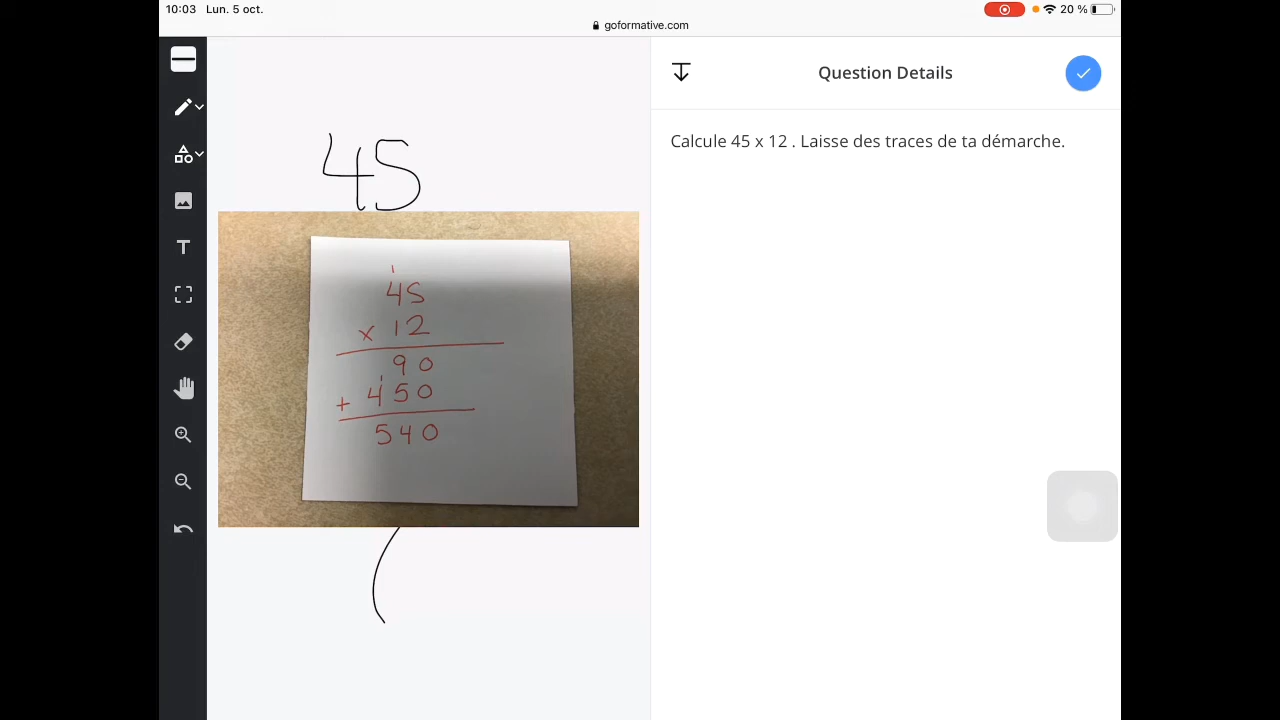 10:03 Lun. 5 oct.
20 %
goformative.com
Question Details
Calcule 45 x 12 . Laisse des traces de ta démarche.
45
1
45
x 12
90
1
+ 450
540
T